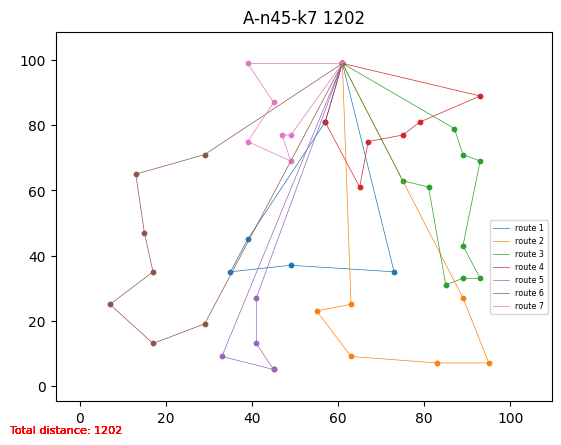 A-n45-k7 1202
100
80
60
40
20
0
route 1
route 2
route 3
route 4
route 5
route 6
route 7
0 20 40 60 80 100
Total distance: 1202